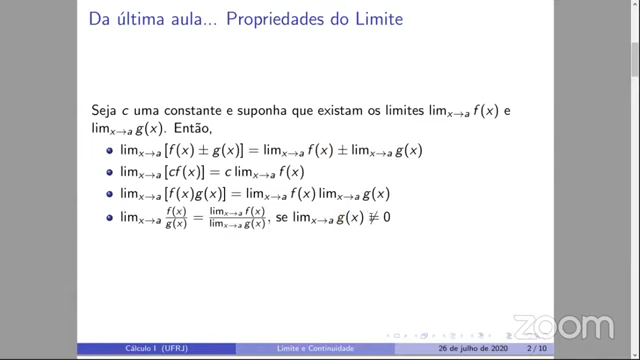 Da última aula... Propriedades do Limite
Seja c uma constante e suponha que existam os limites lim_{x→a} f(x) e
lim_{x→a} g(x). Então,
lim_{x→a} [f(x) ± g(x)] = lim_{x→a} f(x) ± lim_{x→a} g(x)
lim_{x→a} [cf(x)] = c lim_{x→a} f(x)
lim_{x→a} [f(x)g(x)] = lim_{x→a} f(x) lim_{x→a} g(x)
lim_{x→a} f(x)/g(x) = lim_{x→a} f(x)/lim_{x→a} g(x), se lim_{x→a} g(x) ≠ 0
zoom
Cálculo I (UFRJ) Limite e Continuidade 26 de julho de 2020 2 / 10